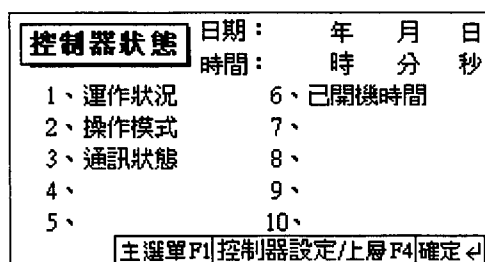 控制器狀態 日期： 年 月 日
時間： 時 分 秒
1、運作狀況 6、已開機時間
2、操作模式 7、
3、通訊狀態 8、
4、 9、
5、 10、
主選單F1 控制器設定/上層F4 確定↲